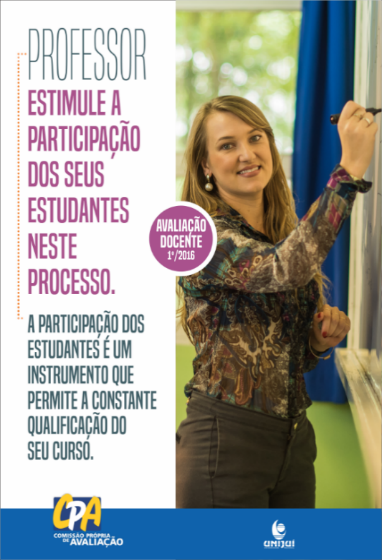 PROFESSOR
ESTIMULE A
PARTICIPAÇÃO
DOS SEUS
ESTUDANTES
NESTE
PROCESSO.
AVALIAÇÃO
DOCENTE
1º/2016
A PARTICIPAÇÃO DOS
ESTUDANTES É UM
INSTRUMENTO QUE
PERMITE A CONSTANTE
QUALIFICAÇÃO DO
SEU CURSO.
CPA
COMISSÃO PRÓPRIA
DE AVALIAÇÃO
UNIJUÍ